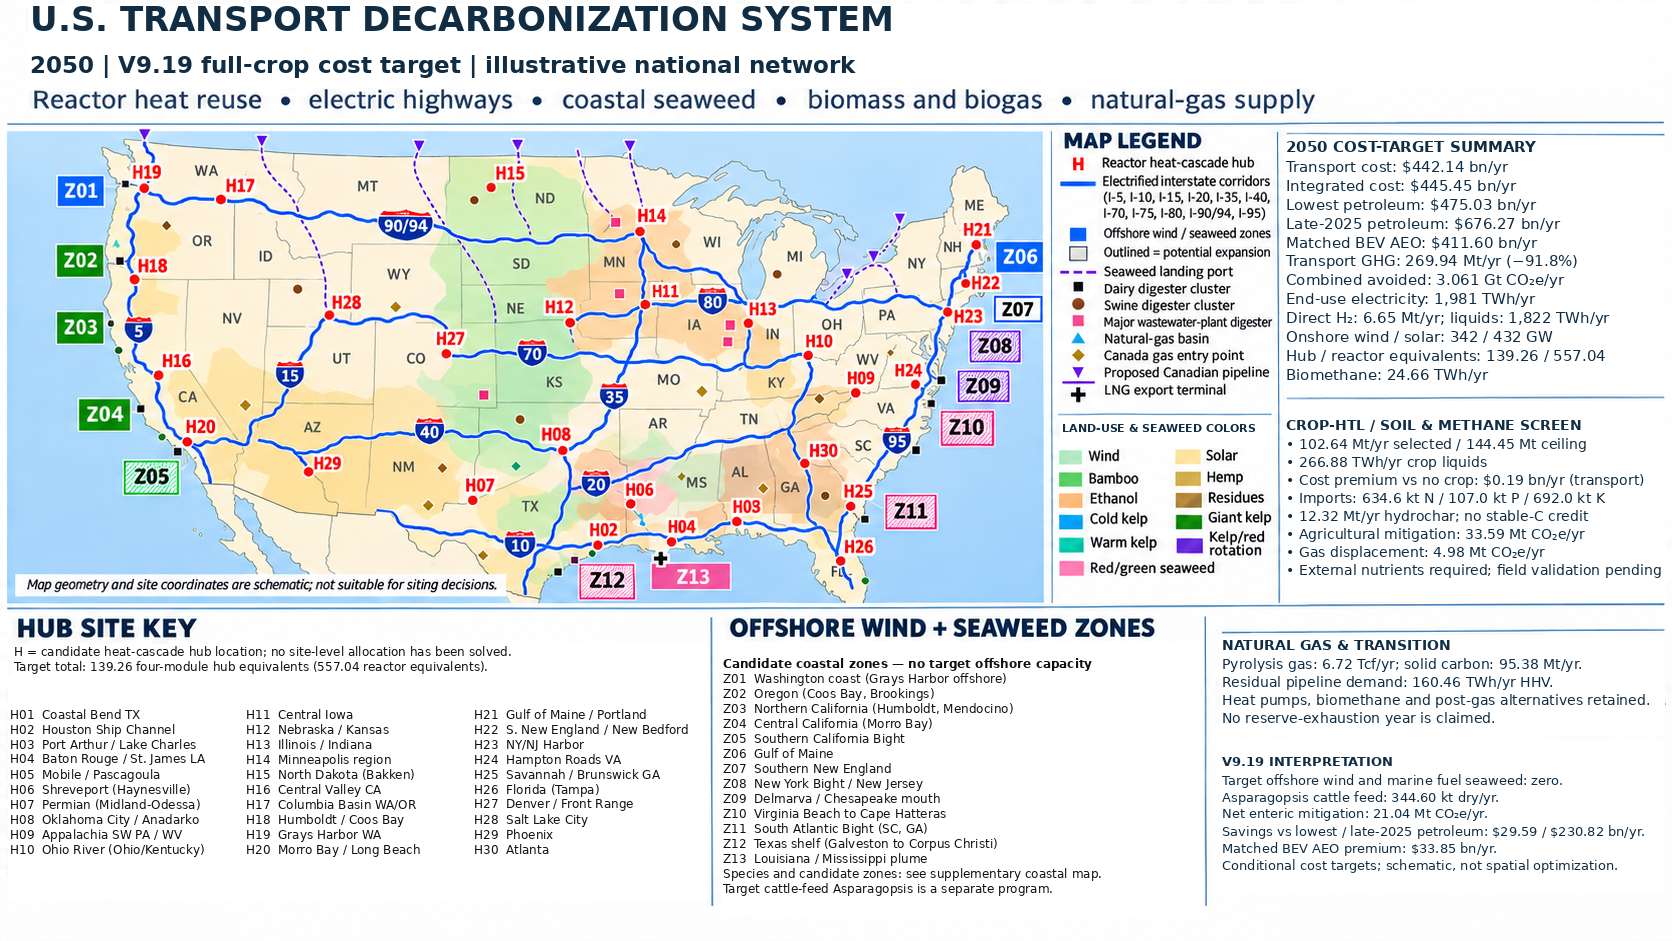 U.S. TRANSPORT DECARBONIZATION SYSTEM
2050 | V9.19 full-crop cost target | illustrative national network
Reactor heat reuse • electric highways • coastal seaweed • biomass and biogas • natural-gas supply
Z01
Z02
Z03
Z04
Z05
H19
WA
H17
MT
H15
ND
H14
90/94
OR
ID
H18
WY
SD
MN
WI
MI
ME
H21
NH
NY
Z06
H22
Z07
H28
NE
H12
H11
80
H13
IA
IN
OH
PA
H23
5
NV
H27
UT
CO
70
H10
WV
Z08
H16
15
CA
KS
MO
KY
H09
H24
Z09
35
VA
Z10
H20
AZ
40
H08
AR
TN
SC
95
H29
NM
H07
H30
20
H06
MS
AL
GA
TX
H25
Z11
10
H02
H04
H03
H26
FL
Z12
Z13
Map geometry and site coordinates are schematic; not suitable for siting decisions.
MAP LEGEND
H Reactor heat-cascade hub
Electrified interstate corridors
(I-5, I-10, I-15, I-20, I-35, I-40,
I-70, I-75, I-80, I-90/94, I-95)
Offshore wind / seaweed zones
Outlined = potential expansion
Seaweed landing port
Dairy digester cluster
Swine digester cluster
Major wastewater-plant digester
Natural-gas basin
Canada gas entry point
Proposed Canadian pipeline
LNG export terminal
LAND-USE & SEAWEED COLORS
Wind
Solar
Bamboo
Hemp
Ethanol
Residues
Cold kelp
Giant kelp
Warm kelp
Kelp/red
rotation
Red/green seaweed
2050 COST-TARGET SUMMARY
Transport cost: $442.14 bn/yr
Integrated cost: $445.45 bn/yr
Lowest petroleum: $475.03 bn/yr
Late-2025 petroleum: $676.27 bn/yr
Matched BEV AEO: $411.60 bn/yr
Transport GHG: 269.94 Mt/yr (−91.8%)
Combined avoided: 3.061 Gt CO₂e/yr
End-use electricity: 1,981 TWh/yr
Direct H₂: 6.65 Mt/yr; liquids: 1,822 TWh/yr
Onshore wind / solar: 342 / 432 GW
Hub / reactor equivalents: 139.26 / 557.04
Biomethane: 24.66 TWh/yr
CROP-HTL / SOIL & METHANE SCREEN
• 102.64 Mt/yr selected / 144.45 Mt ceiling
• 266.88 TWh/yr crop liquids
• Cost premium vs no crop: $0.19 bn/yr (transport)
• Imports: 634.6 kt N / 107.0 kt P / 692.0 kt K
• 12.32 Mt/yr hydrochar; no stable-C credit
• Agricultural mitigation: 33.59 Mt CO₂e/yr
• Gas displacement: 4.98 Mt CO₂e/yr
• External nutrients required; field validation pending
HUB SITE KEY
H = candidate heat-cascade hub location; no site-level allocation has been solved.
Target total: 139.26 four-module hub equivalents (557.04 reactor equivalents).
H01 Coastal Bend TX
H02 Houston Ship Channel
H03 Port Arthur / Lake Charles
H04 Baton Rouge / St. James LA
H05 Mobile / Pascagoula
H06 Shreveport (Haynesville)
H07 Permian (Midland-Odessa)
H08 Oklahoma City / Anadarko
H09 Appalachia SW PA / WV
H10 Ohio River (Ohio/Kentucky)
H11 Central Iowa
H12 Nebraska / Kansas
H13 Illinois / Indiana
H14 Minneapolis region
H15 North Dakota (Bakken)
H16 Central Valley CA
H17 Columbia Basin WA/OR
H18 Humboldt / Coos Bay
H19 Grays Harbor WA
H20 Morro Bay / Long Beach
H21 Gulf of Maine / Portland
H22 S. New England / New Bedford
H23 NY/NJ Harbor
H24 Hampton Roads VA
H25 Savannah / Brunswick GA
H26 Florida (Tampa)
H27 Denver / Front Range
H28 Salt Lake City
H29 Phoenix
H30 Atlanta
OFFSHORE WIND + SEAWEED ZONES
Candidate coastal zones — no target offshore capacity
Z01 Washington coast (Grays Harbor offshore)
Z02 Oregon (Coos Bay, Brookings)
Z03 Northern California (Humboldt, Mendocino)
Z04 Central California (Morro Bay)
Z05 Southern California Bight
Z06 Gulf of Maine
Z07 Southern New England
Z08 New York Bight / New Jersey
Z09 Delmarva / Chesapeake mouth
Z10 Virginia Beach to Cape Hatteras
Z11 South Atlantic Bight (SC, GA)
Z12 Texas shelf (Galveston to Corpus Christi)
Z13 Louisiana / Mississippi plume
Species and candidate zones: see supplementary coastal map.
Target cattle-feed Asparagopsis is a separate program.
NATURAL GAS & TRANSITION
Pyrolysis gas: 6.72 Tcf/yr; solid carbon: 95.38 Mt/yr.
Residual pipeline demand: 160.46 TWh/yr HHV.
Heat pumps, biomethane and post-gas alternatives retained.
No reserve-exhaustion year is claimed.
V9.19 INTERPRETATION
Target offshore wind and marine fuel seaweed: zero.
Asparagopsis cattle feed: 344.60 kt dry/yr.
Net enteric mitigation: 21.04 Mt CO₂e/yr.
Savings vs lowest / late-2025 petroleum: $29.59 / $230.82 bn/yr.
Matched BEV AEO premium: $33.85 bn/yr.
Conditional cost targets; schematic, not spatial optimization.